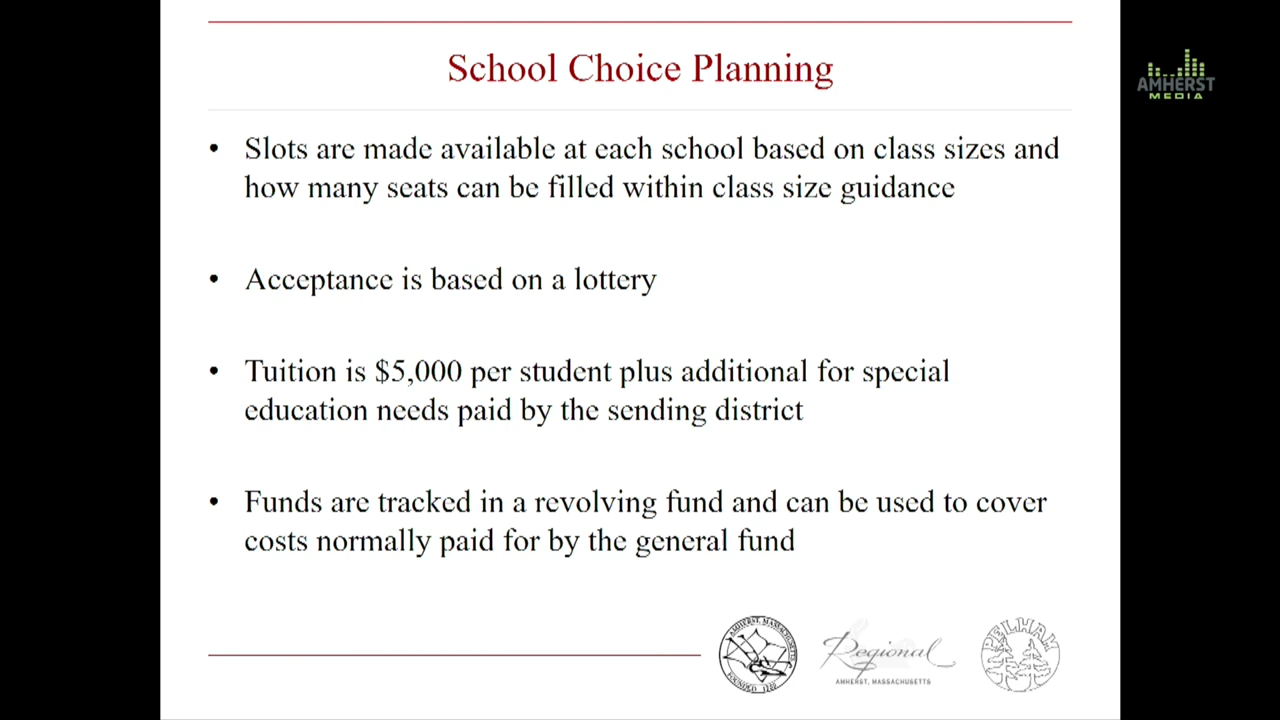 School Choice Planning
AMHERST
MEDIA
• Slots are made available at each school based on class sizes and
how many seats can be filled within class size guidance
• Acceptance is based on a lottery
• Tuition is $5,000 per student plus additional for special
education needs paid by the sending district
• Funds are tracked in a revolving fund and can be used to cover
costs normally paid for by the general fund
AMHERST, MASSACHUSETTS
FOUNDED
Regional
AMHERST, MASSACHUSETTS
PELHAM